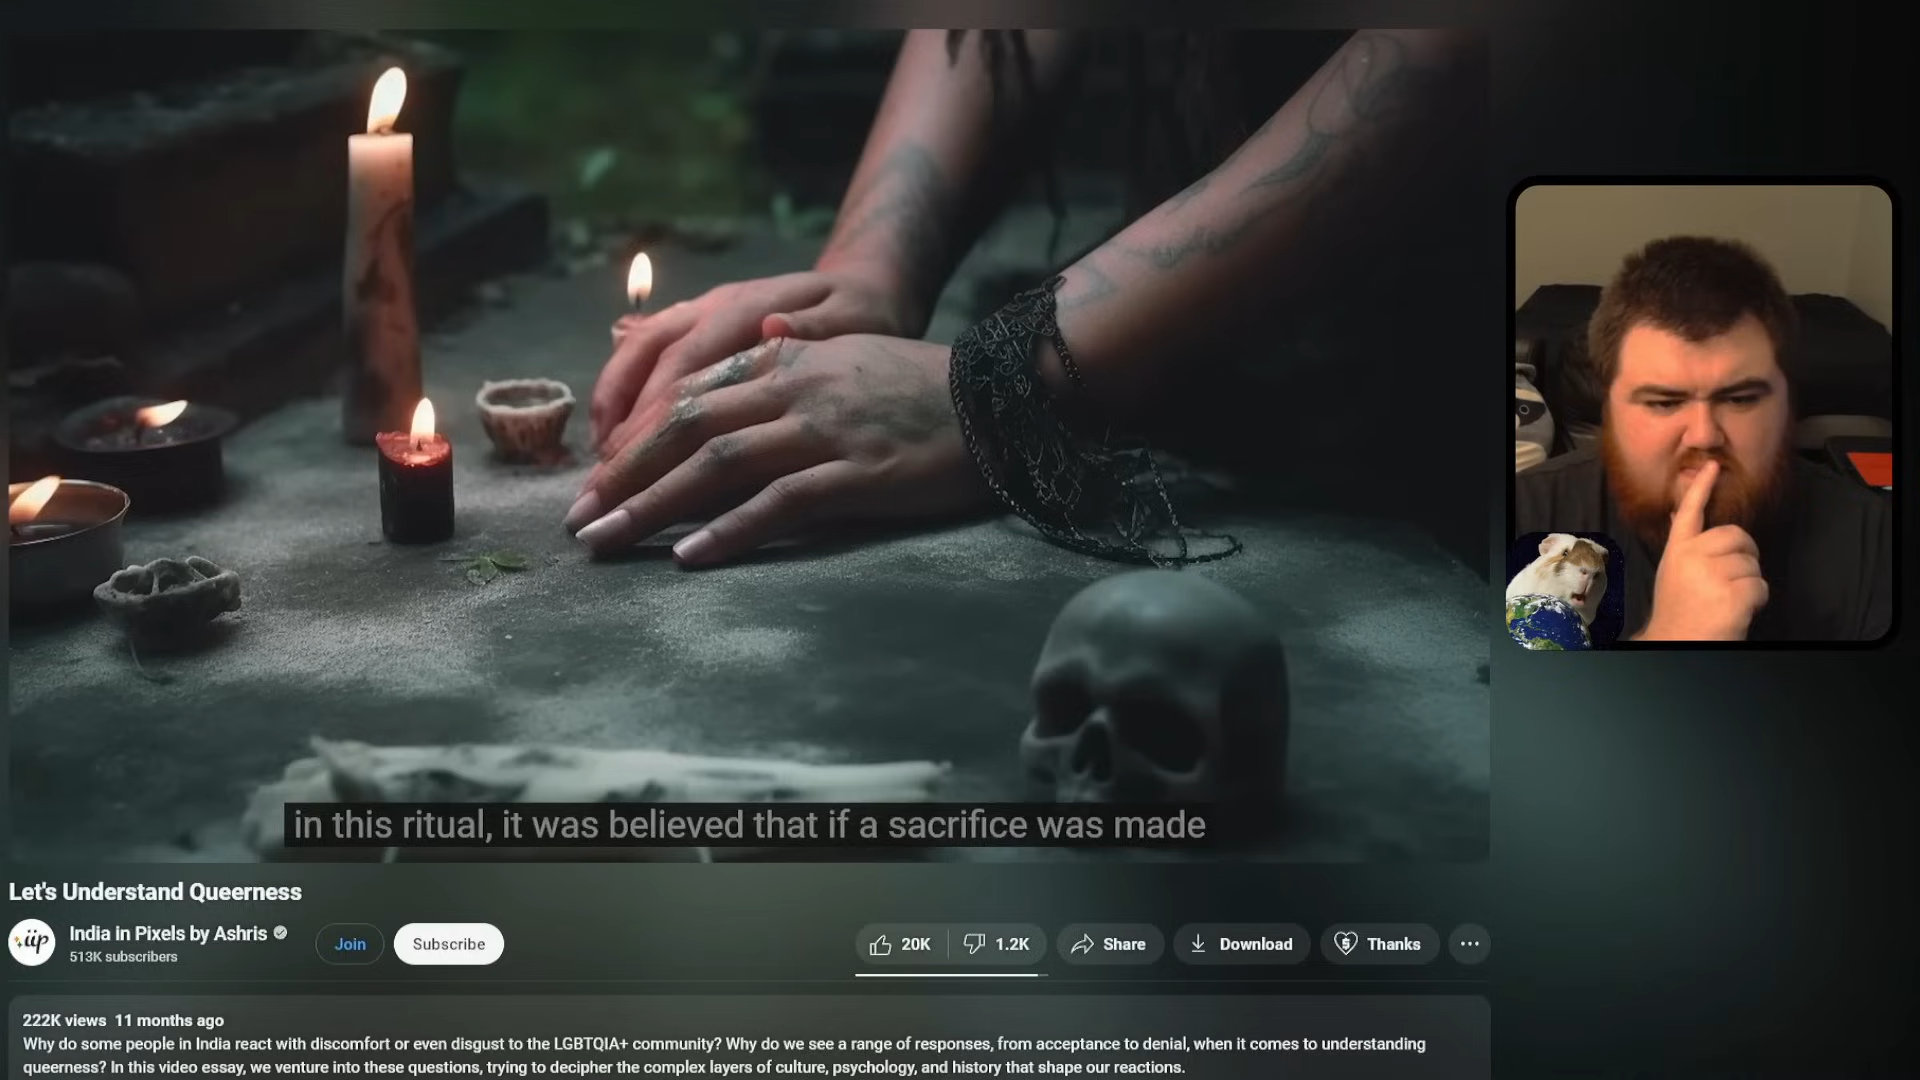 in this ritual, it was believed that if a sacrifice was made
Let's Understand Queerness
iip
India in Pixels by Ashris
513K subscribers
Join
Subscribe
20K
1.2K
Share
Download
Thanks
222K views 11 months ago
Why do some people in India react with discomfort or even disgust to the LGBTQIA+ community? Why do we see a range of responses, from acceptance to denial, when it comes to understanding
queerness? In this video essay, we venture into these questions, trying to decipher the complex layers of culture, psychology, and history that shape our reactions.